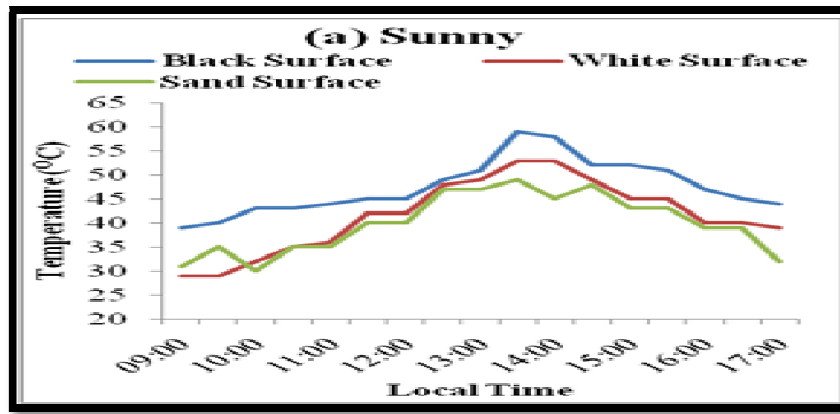 (a) Sunny
Black Surface White Surface
Sand Surface
Temperature (⁰C)
65
60
55
50
45
40
35
30
25
20
09:00 10:00 11:00 12:00 13:00 14:00 15:00 16:00 17:00
Local Time